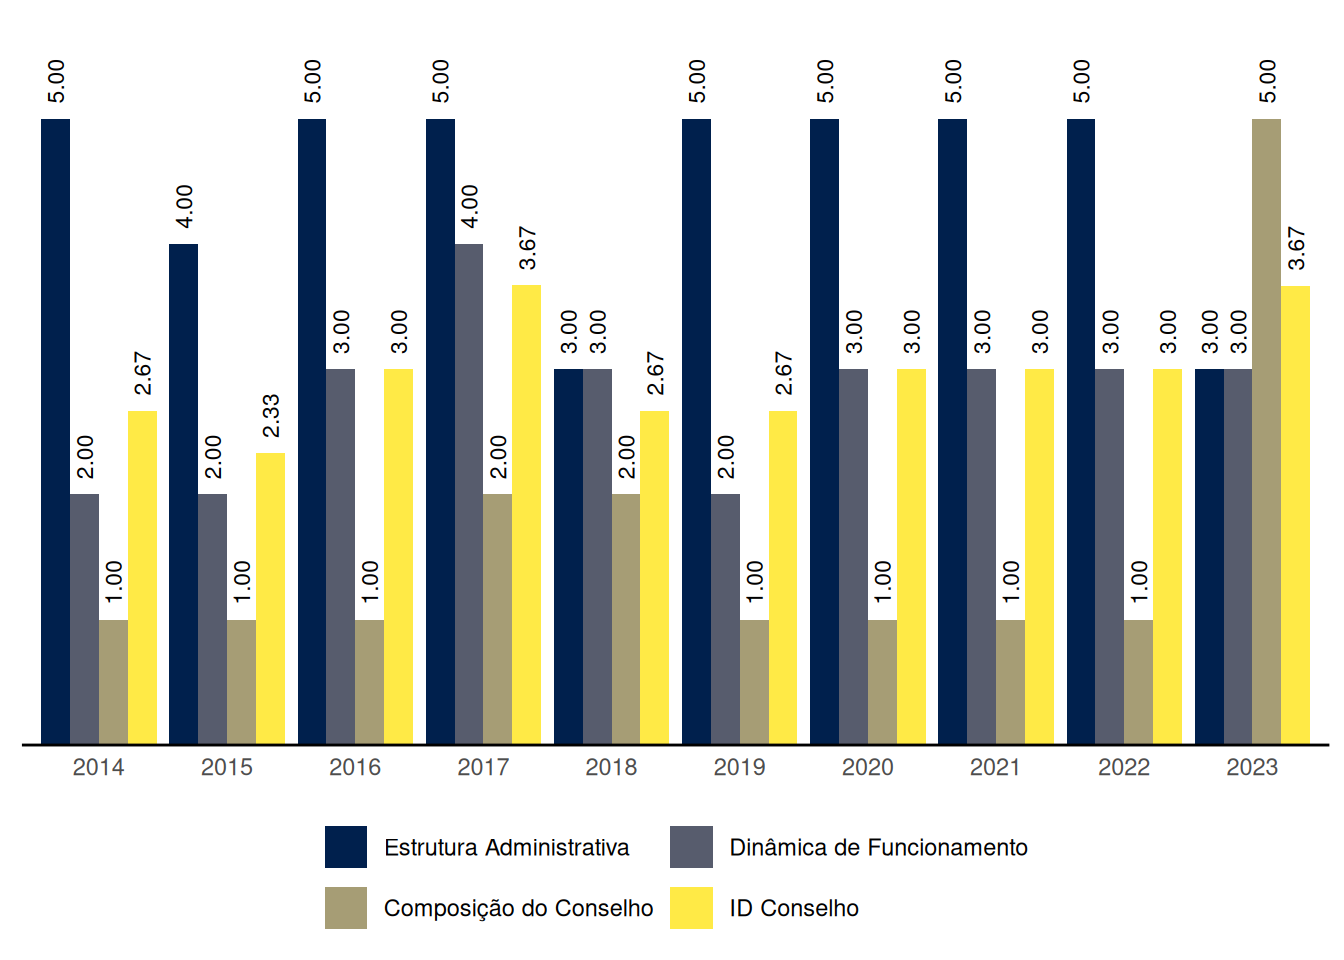 5.00 2.00 1.00 2.67 4.00 2.00 1.00 2.33 5.00 3.00 1.00 3.00 5.00 4.00 2.00 3.67 3.00 3.00 2.00 2.67 5.00 2.00 1.00 2.67 5.00 3.00 1.00 3.00 5.00 3.00 1.00 3.00 5.00 3.00 1.00 3.00 3.00 3.00 5.00 3.67
2014 2015 2016 2017 2018 2019 2020 2021 2022 2023
Estrutura Administrativa Dinâmica de Funcionamento
Composição do Conselho ID Conselho